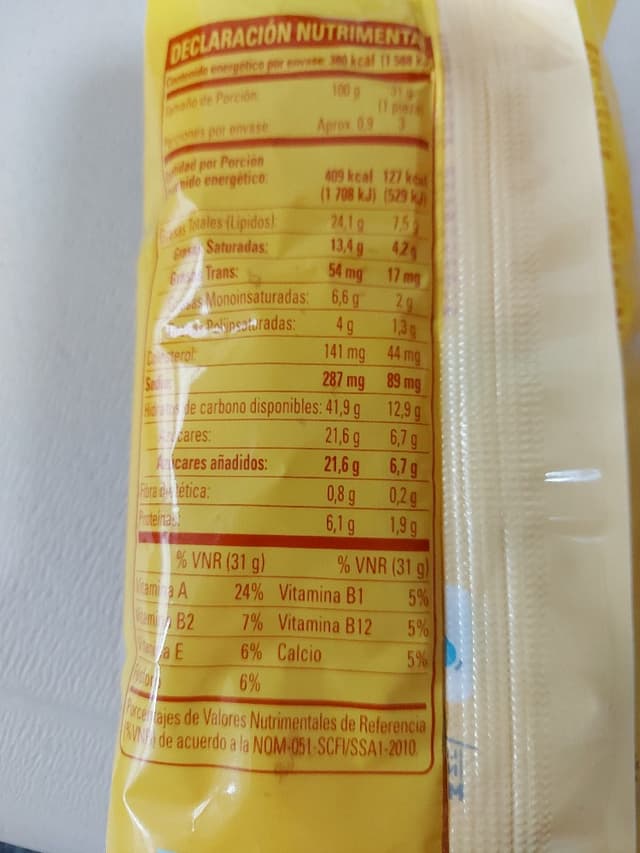 DECLARACIÓN NUTRIMENTAL
Contenido energético por envase: 380 kcal (1 588
Tamaño de Porción 100 g 31 g
(1 pieza)
Porciones por envase Aprox. 0,9 3
Cantidad por Porción
energético: 409 kcal 127 kcal
(1 708 kJ) (529 kJ)
Grasas Totales (Lípidos): 24,1 g 7,5 g
Grasas Saturadas: 13,4 g 4,2 g
Grasas Trans: 54 mg 17 mg
Monoinsaturadas: 6,6 g 2 g
Poliinsaturadas: 4 g 1,3 g
Colesterol: 141 mg 44 mg
Sodio: 287 mg 89 mg
Hidratos de carbono disponibles: 41,9 g 12,9 g
Azúcares: 21,6 g 6,7 g
Azúcares añadidos: 21,6 g 6,7 g
Fibra dietética: 0,8 g 0,2 g
Proteínas: 6,1 g 1,9 g
% VNR (31 g) % VNR (31 g)
Vitamina A 24% Vitamina B1 5%
Vitamina B2 7% Vitamina B12 5%
Vitamina E 6% Calcio 5%
6%
Porcentajes de Valores Nutrimentales de Referencia
(%VNR) de acuerdo a la NOM-051-SCFI/SSA1-2010.